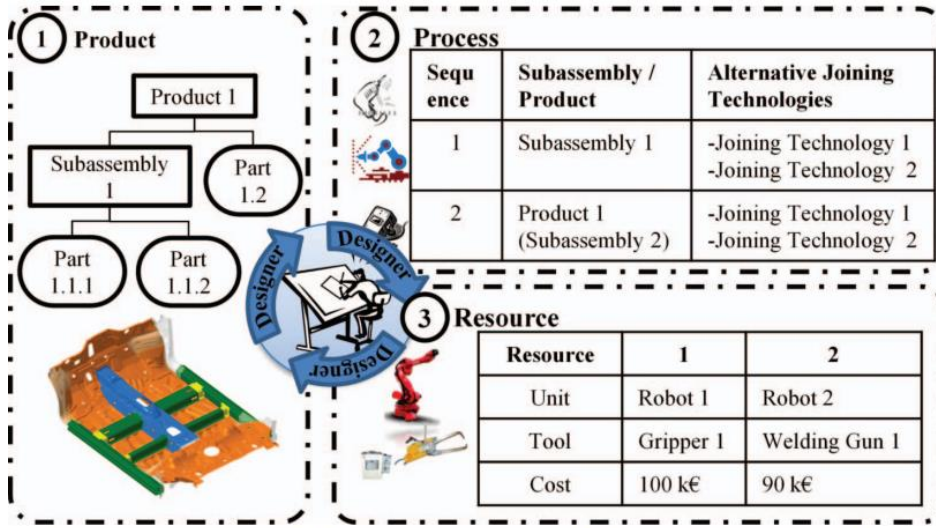 1 Product
Product 1
Subassembly
1
Part
1.2
Part
1.1.1
Part
1.1.2
Designer
Designer
Designer
2 Process
Sequ
ence
Subassembly /
Product
Alternative Joining
Technologies
1
Subassembly 1
-Joining Technology 1
-Joining Technology 2
2
Product 1
(Subassembly 2)
-Joining Technology 1
-Joining Technology 2
3 Resource
Resource 1 2
Unit Robot 1 Robot 2
Tool Gripper 1 Welding Gun 1
Cost 100 k€ 90 k€